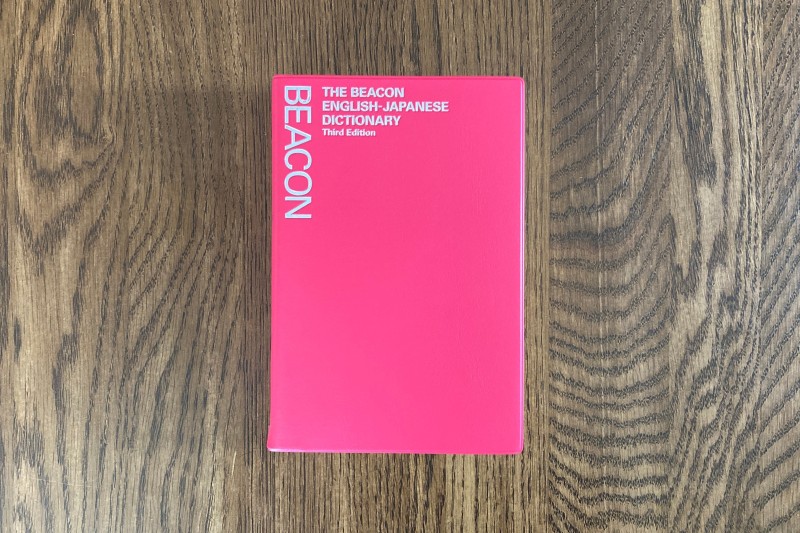 BEACON
THE BEACON
ENGLISH-JAPANESE
DICTIONARY
Third Edition